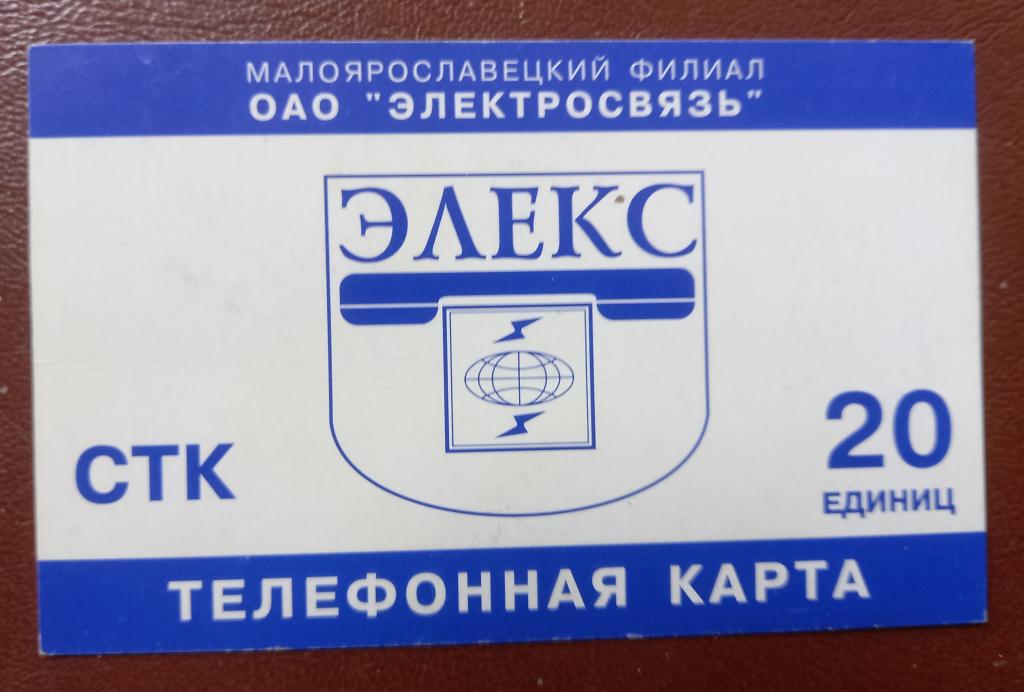 МАЛОЯРОСЛАВЕЦКИЙ ФИЛИАЛ
ОАО "ЭЛЕКТРОСВЯЗЬ"
ЭЛЕКС
СТК
20
ЕДИНИЦ
ТЕЛЕФОННАЯ КАРТА